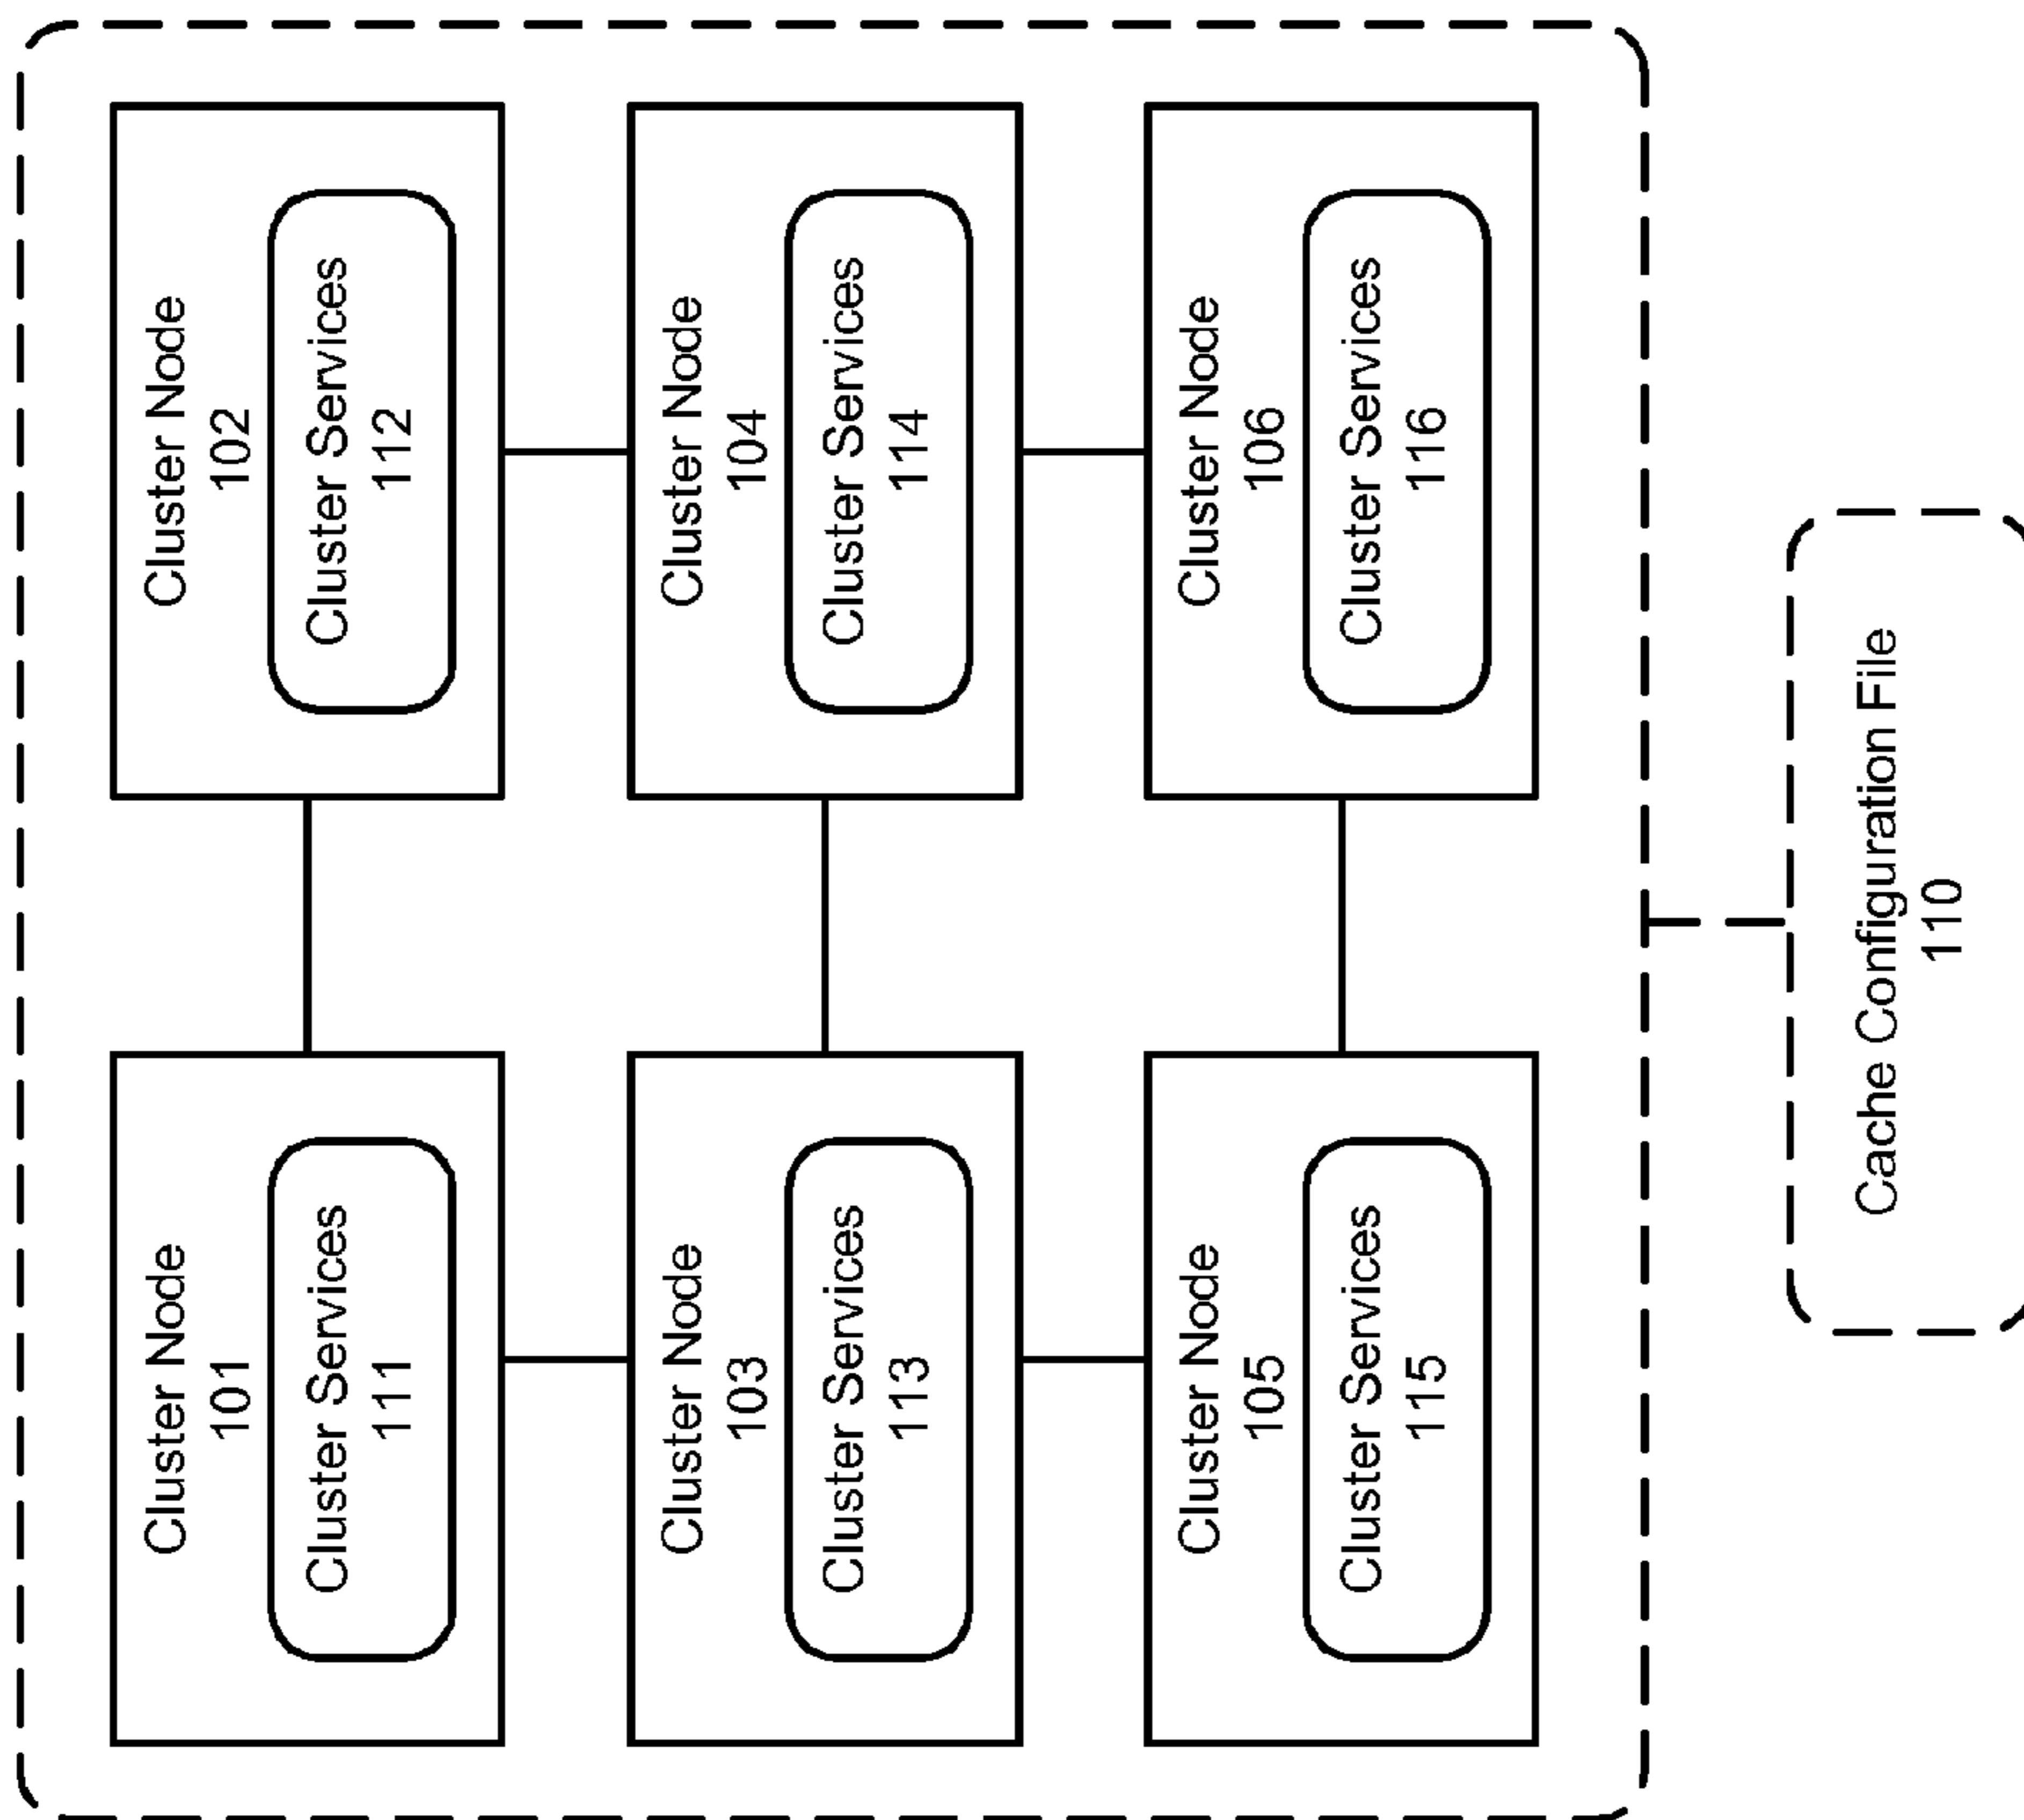 Cluster Node
101
Cluster Services
111
Cluster Node
102
Cluster Services
112
Cluster Node
103
Cluster Services
113
Cluster Node
104
Cluster Services
114
Cluster Node
105
Cluster Services
115
Cluster Node
106
Cluster Services
116
Cache Configuration File
110